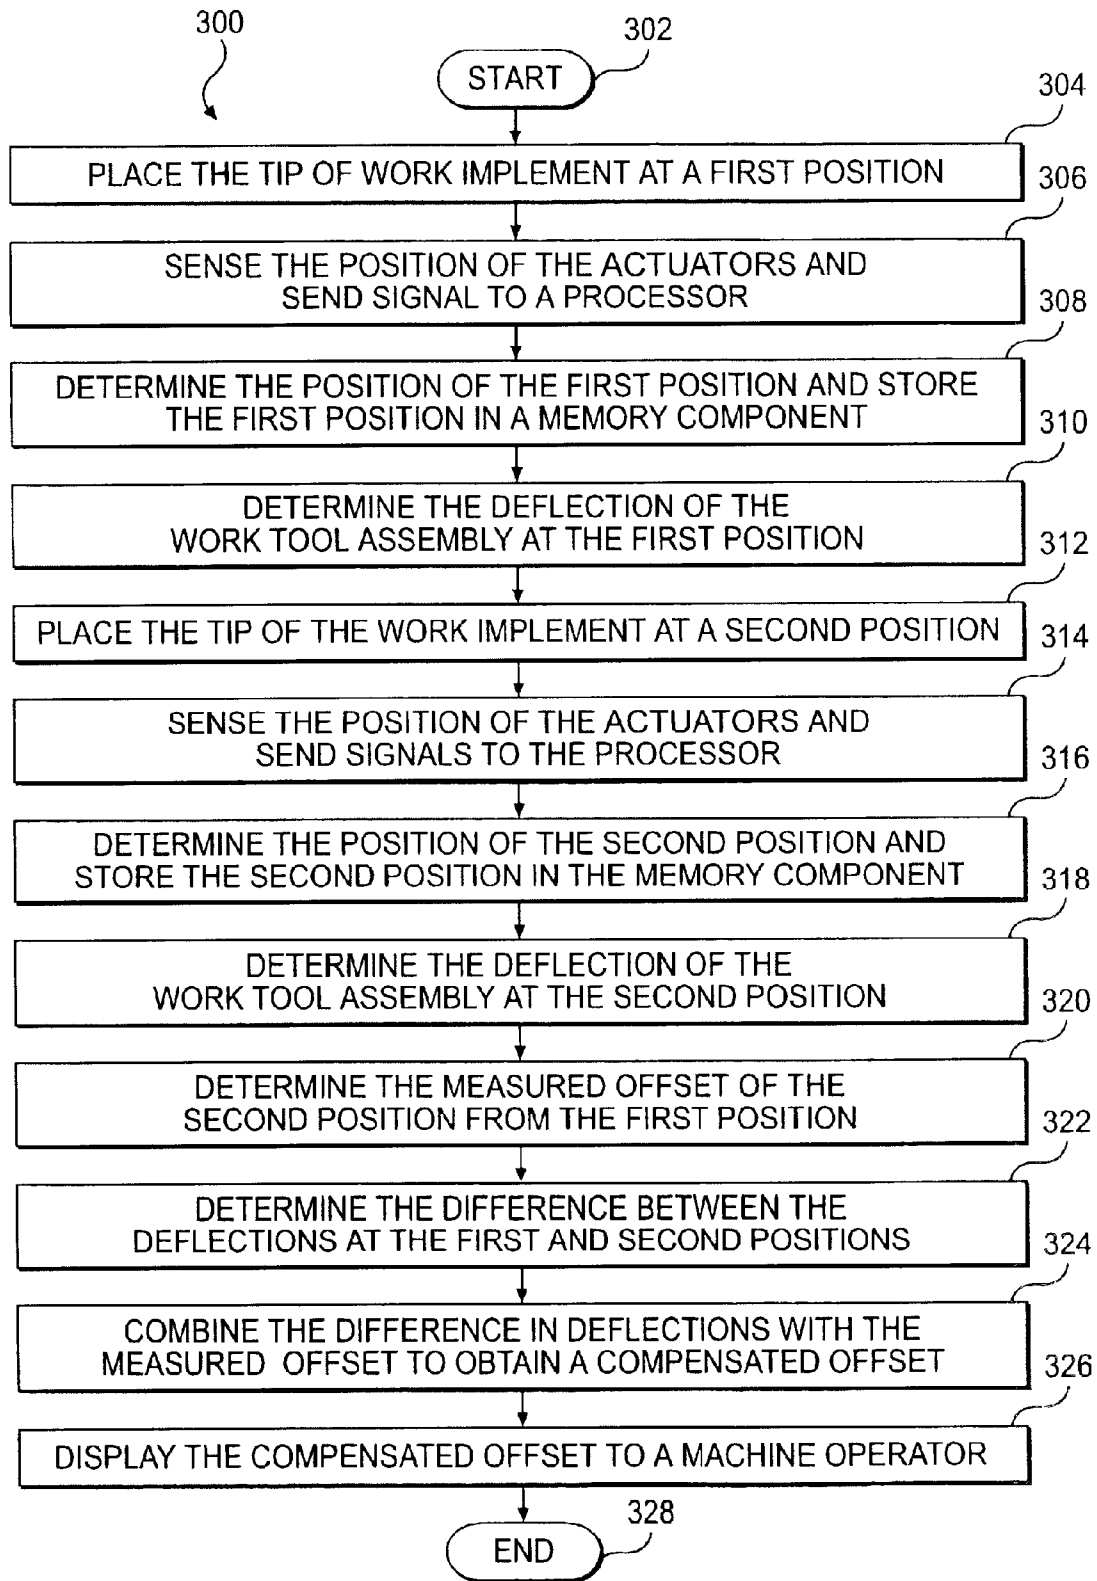 300
302
START
304
PLACE THE TIP OF WORK IMPLEMENT AT A FIRST POSITION
306
SENSE THE POSITION OF THE ACTUATORS AND
SEND SIGNAL TO A PROCESSOR
308
DETERMINE THE POSITION OF THE FIRST POSITION AND STORE
THE FIRST POSITION IN A MEMORY COMPONENT
310
DETERMINE THE DEFLECTION OF THE
WORK TOOL ASSEMBLY AT THE FIRST POSITION
312
PLACE THE TIP OF THE WORK IMPLEMENT AT A SECOND POSITION
314
SENSE THE POSITION OF THE ACTUATORS AND
SEND SIGNALS TO THE PROCESSOR
316
DETERMINE THE POSITION OF THE SECOND POSITION AND
STORE THE SECOND POSITION IN THE MEMORY COMPONENT
318
DETERMINE THE DEFLECTION OF THE
WORK TOOL ASSEMBLY AT THE SECOND POSITION
320
DETERMINE THE MEASURED OFFSET OF THE
SECOND POSITION FROM THE FIRST POSITION
322
DETERMINE THE DIFFERENCE BETWEEN THE
DEFLECTIONS AT THE FIRST AND SECOND POSITIONS
324
COMBINE THE DIFFERENCE IN DEFLECTIONS WITH THE
MEASURED OFFSET TO OBTAIN A COMPENSATED OFFSET
326
DISPLAY THE COMPENSATED OFFSET TO A MACHINE OPERATOR
328
END